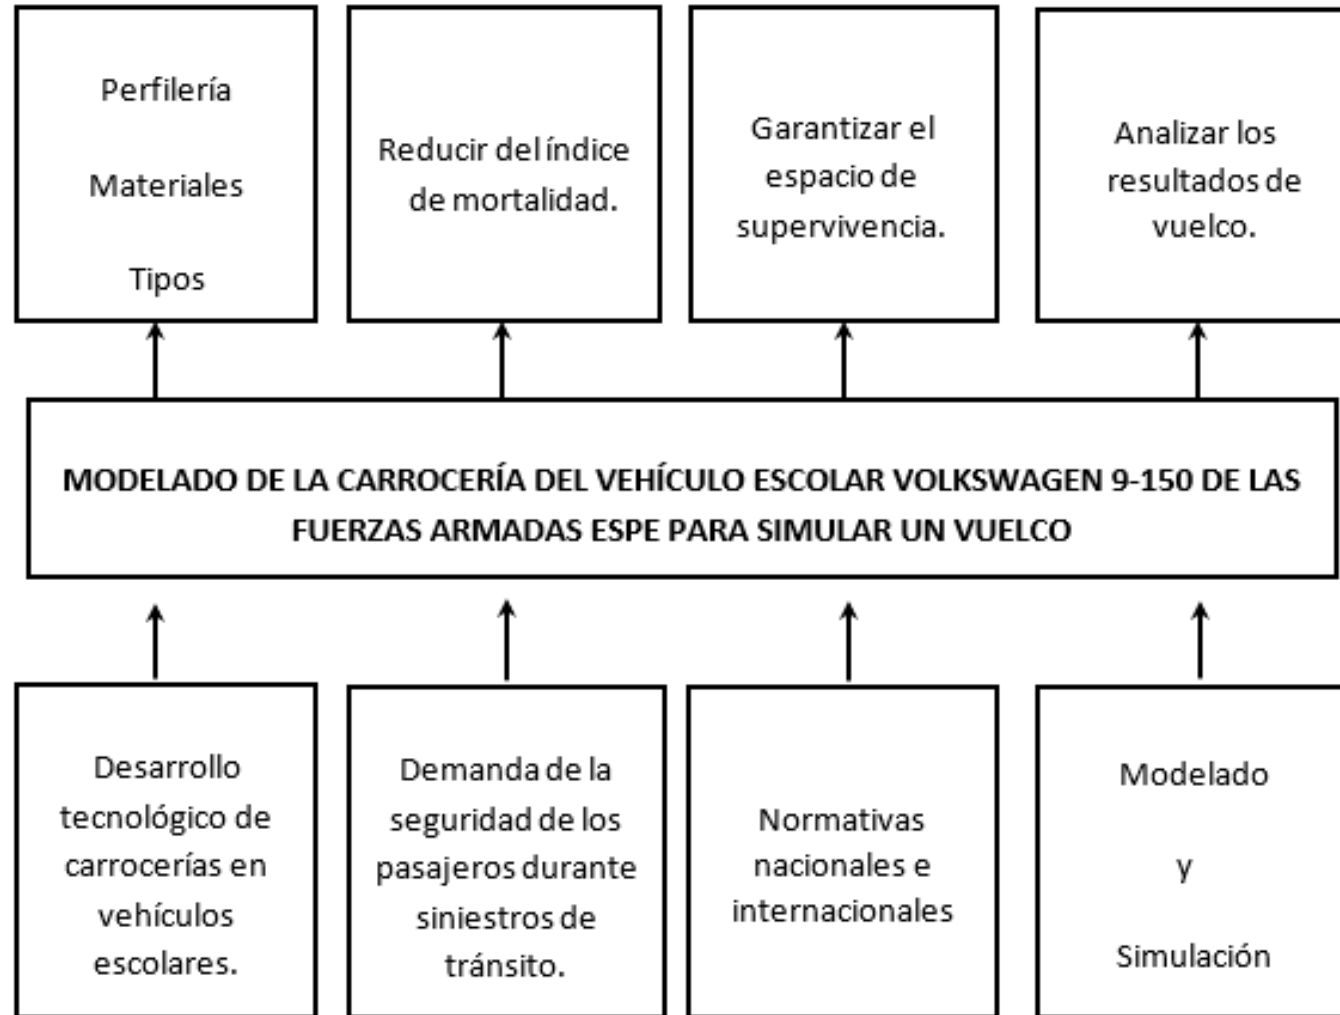 Perfilería
Materiales
Tipos
Reducir del índice
de mortalidad.
Garantizar el
espacio de
supervivencia.
Analizar los
resultados de
vuelco.
MODELADO DE LA CARROCERÍA DEL VEHÍCULO ESCOLAR VOLKSWAGEN 9-150 DE LAS
FUERZAS ARMADAS ESPE PARA SIMULAR UN VUELCO
Desarrollo
tecnológico de
carrocerías en
vehículos
escolares.
Demanda de la
seguridad de los
pasajeros durante
siniestros de
tránsito.
Normativas
nacionales e
internacionales
Modelado
y
Simulación